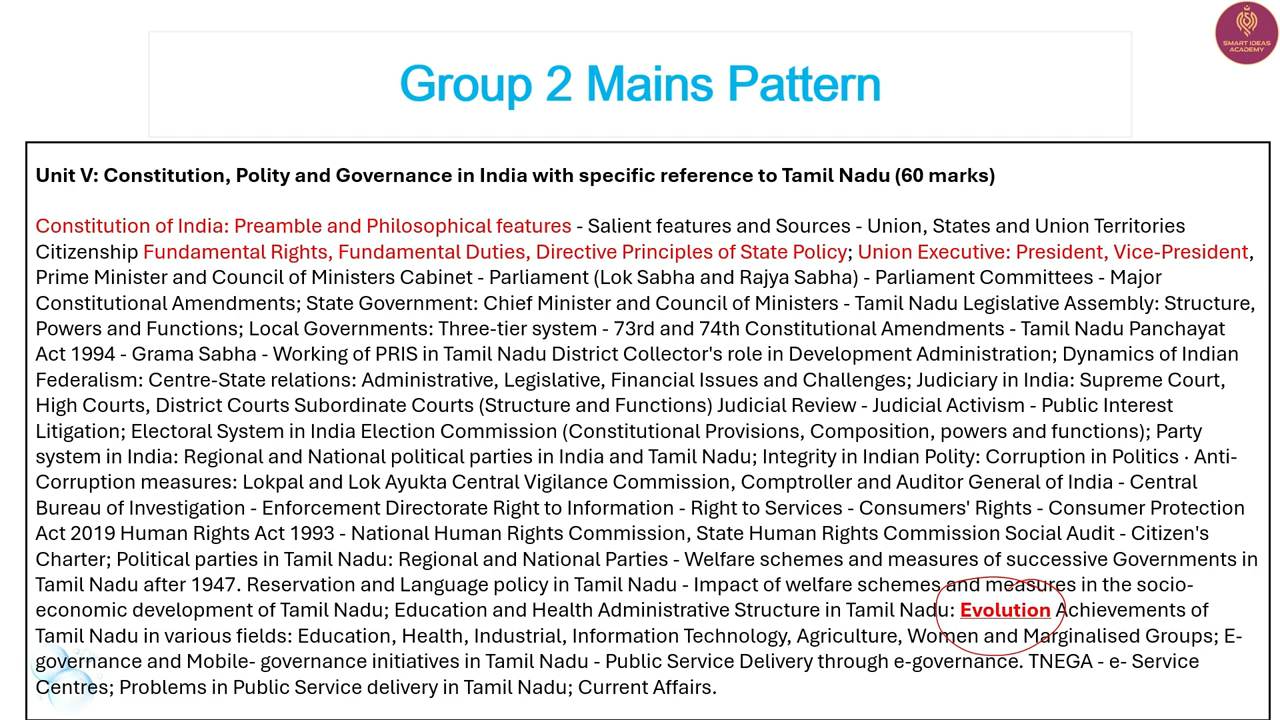 SMART IDEAS
ACADEMY
Group 2 Mains Pattern
Unit V: Constitution, Polity and Governance in India with specific reference to Tamil Nadu (60 marks)
Constitution of India: Preamble and Philosophical features - Salient features and Sources - Union, States and Union Territories
Citizenship Fundamental Rights, Fundamental Duties, Directive Principles of State Policy; Union Executive: President, Vice-President,
Prime Minister and Council of Ministers Cabinet - Parliament (Lok Sabha and Rajya Sabha) - Parliament Committees - Major
Constitutional Amendments; State Government: Chief Minister and Council of Ministers - Tamil Nadu Legislative Assembly: Structure,
Powers and Functions; Local Governments: Three-tier system - 73rd and 74th Constitutional Amendments - Tamil Nadu Panchayat
Act 1994 - Grama Sabha - Working of PRIS in Tamil Nadu District Collector's role in Development Administration; Dynamics of Indian
Federalism: Centre-State relations: Administrative, Legislative, Financial Issues and Challenges; Judiciary in India: Supreme Court,
High Courts, District Courts Subordinate Courts (Structure and Functions) Judicial Review - Judicial Activism - Public Interest
Litigation; Electoral System in India Election Commission (Constitutional Provisions, Composition, powers and functions); Party
system in India: Regional and National political parties in India and Tamil Nadu; Integrity in Indian Polity: Corruption in Politics · Anti-
Corruption measures: Lokpal and Lok Ayukta Central Vigilance Commission, Comptroller and Auditor General of India - Central
Bureau of Investigation - Enforcement Directorate Right to Information - Right to Services - Consumers' Rights - Consumer Protection
Act 2019 Human Rights Act 1993 - National Human Rights Commission, State Human Rights Commission Social Audit - Citizen's
Charter; Political parties in Tamil Nadu: Regional and National Parties - Welfare schemes and measures of successive Governments in
Tamil Nadu after 1947. Reservation and Language policy in Tamil Nadu - Impact of welfare schemes and measures in the socio-
economic development of Tamil Nadu; Education and Health Administrative Structure in Tamil Nadu: Evolution Achievements of
Tamil Nadu in various fields: Education, Health, Industrial, Information Technology, Agriculture, Women and Marginalised Groups; E-
governance and Mobile- governance initiatives in Tamil Nadu - Public Service Delivery through e-governance. TNEGA - e- Service
Centres; Problems in Public Service delivery in Tamil Nadu; Current Affairs.